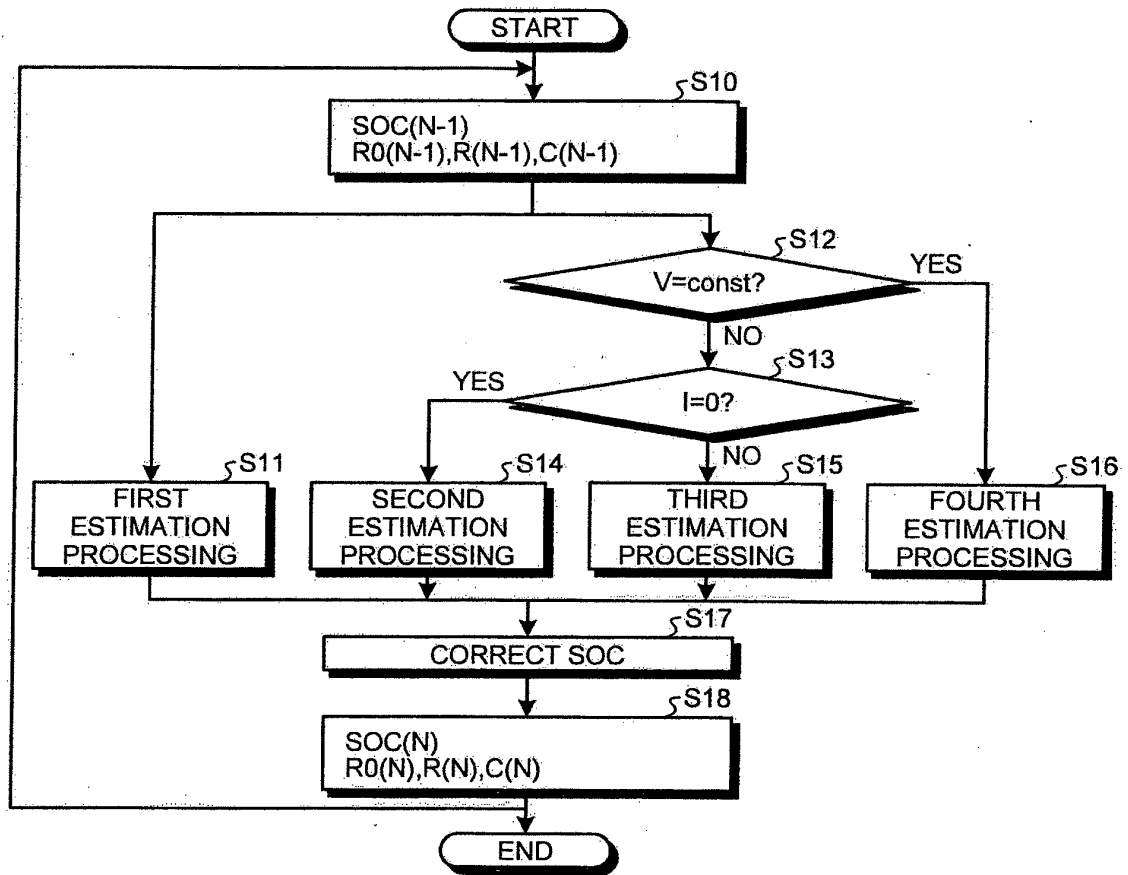 START
S10
SOC(N-1)
R0(N-1),R(N-1),C(N-1)
S12
V=const?
YES
NO
S13
YES
I=0?
NO
S11
FIRST
ESTIMATION
PROCESSING
S14
SECOND
ESTIMATION
PROCESSING
S15
THIRD
ESTIMATION
PROCESSING
S16
FOURTH
ESTIMATION
PROCESSING
S17
CORRECT SOC
S18
SOC(N)
R0(N),R(N),C(N)
END